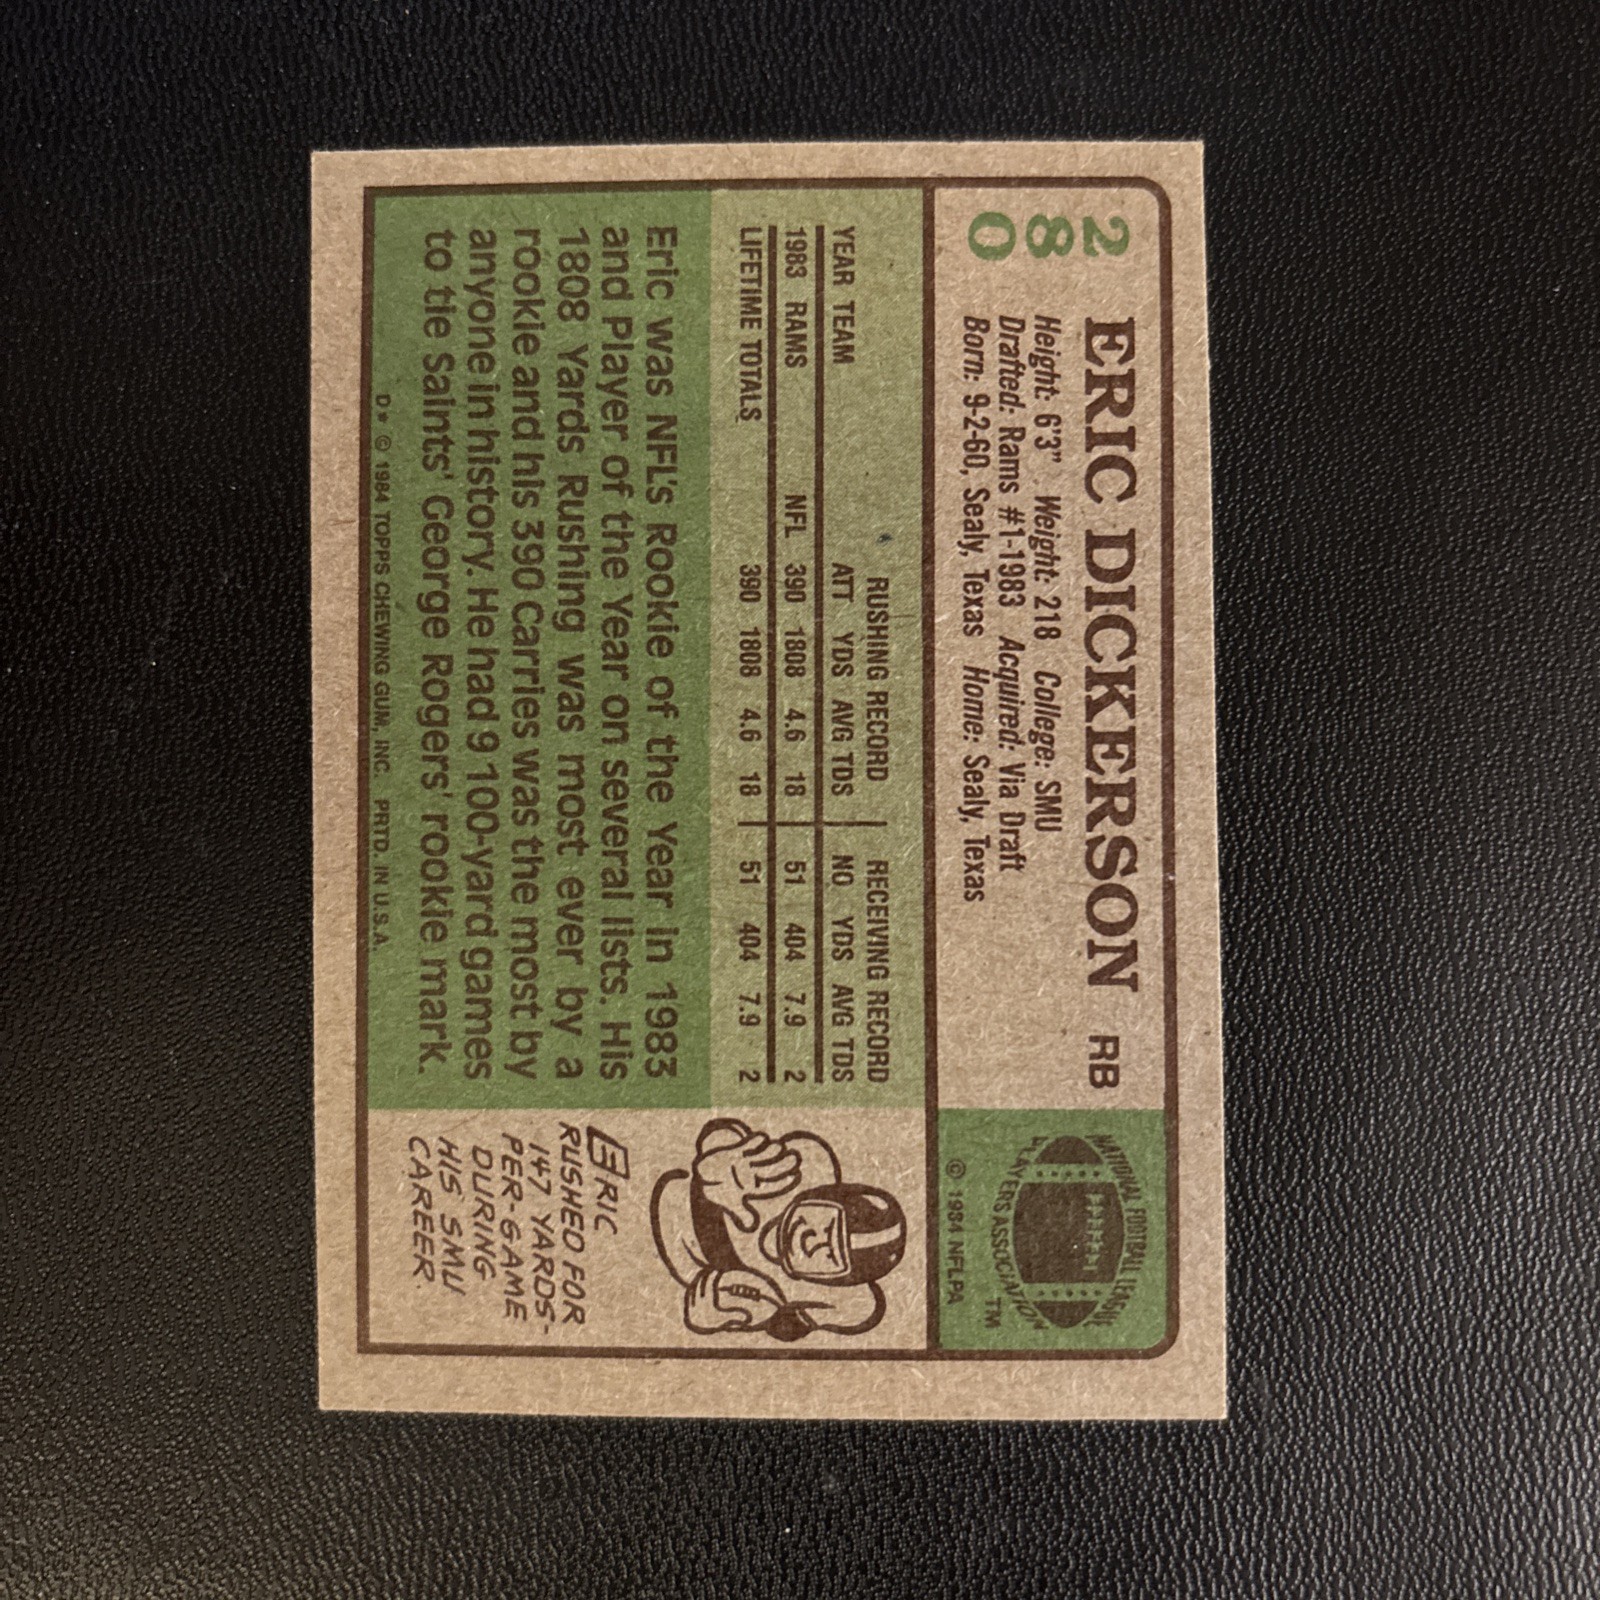 280
ERIC DICKERSON RB
Height: 6'3" Weight: 218 College: SMU
Drafted: Rams #1-1983 Acquired: Via Draft
Born: 9-2-60, Sealy, Texas Home: Sealy, Texas
NATIONAL FOOTBALL LEAGUE
PLAYERS ASSOCIATION
TM
© 1984 NFLPA
RUSHING RECORD RECEIVING RECORD
YEAR TEAM ATT YDS AVG TDS NO YDS AVG TDS
1983 RAMS NFL 390 1808 4.6 18 51 404 7.9 2
LIFETIME TOTALS 390 1808 4.6 18 51 404 7.9 2
Eric was NFL's Rookie of the Year in 1983
and Player of the Year on several lists. His
1808 Yards Rushing was most ever by a
rookie and his 390 Carries was the most by
anyone in history. He had 9 100-yard games
to tie Saints' George Rogers' rookie mark.
D* © 1984 TOPPS CHEWING GUM, INC. PRTD. IN U.S.A.
ERIC
RUSHED FOR
147 YARDS-
PER-GAME
DURING
HIS SMU
CAREER.